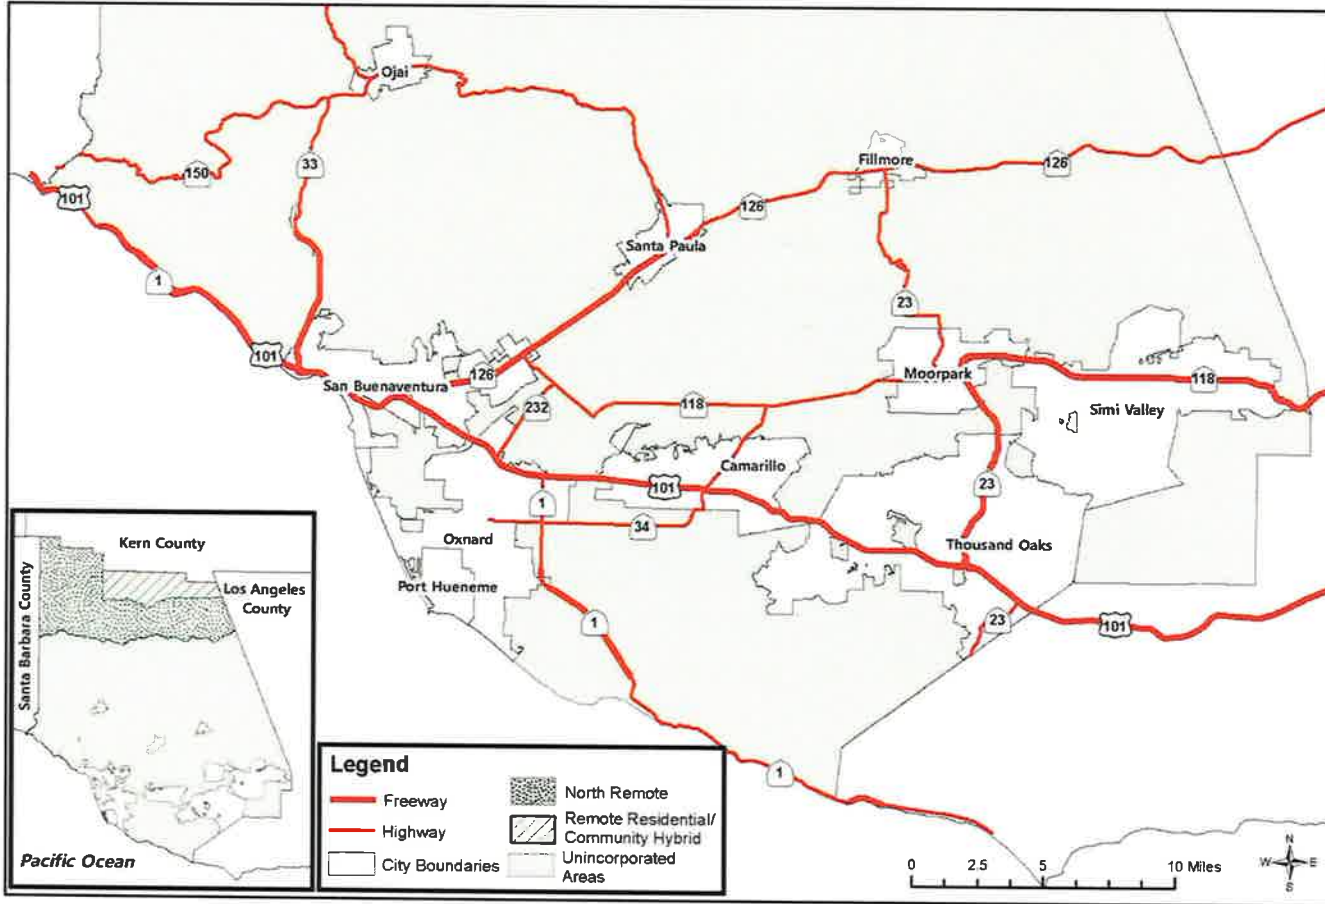 Ojai
Fillmore
126
33
150
101
126
Santa Paula
1
23
101
Moorpark
126
San Buenaventura
118
118
232
Simi Valley
Camarillo
101
23
1
34
Oxnard
Thousand Oaks
Port Hueneme
1
23
101
1
Kern County
Santa Barbara County
Los Angeles
County
Pacific Ocean
Legend
Freeway
Highway
City Boundaries
North Remote
Remote Residential/
Community Hybrid
Unincorporated
Areas
0 2.5 5 10 Miles
N
W E
S